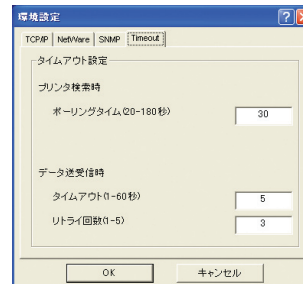 環境設定
TCP/IP NetWare SNMP Timeout
タイムアウト設定
プリンタ検索時
ポーリングタイム(20-180秒) 30
データ送受信時
タイムアウト(1-60秒) 5
リトライ回数(1-5) 3
OK キャンセル